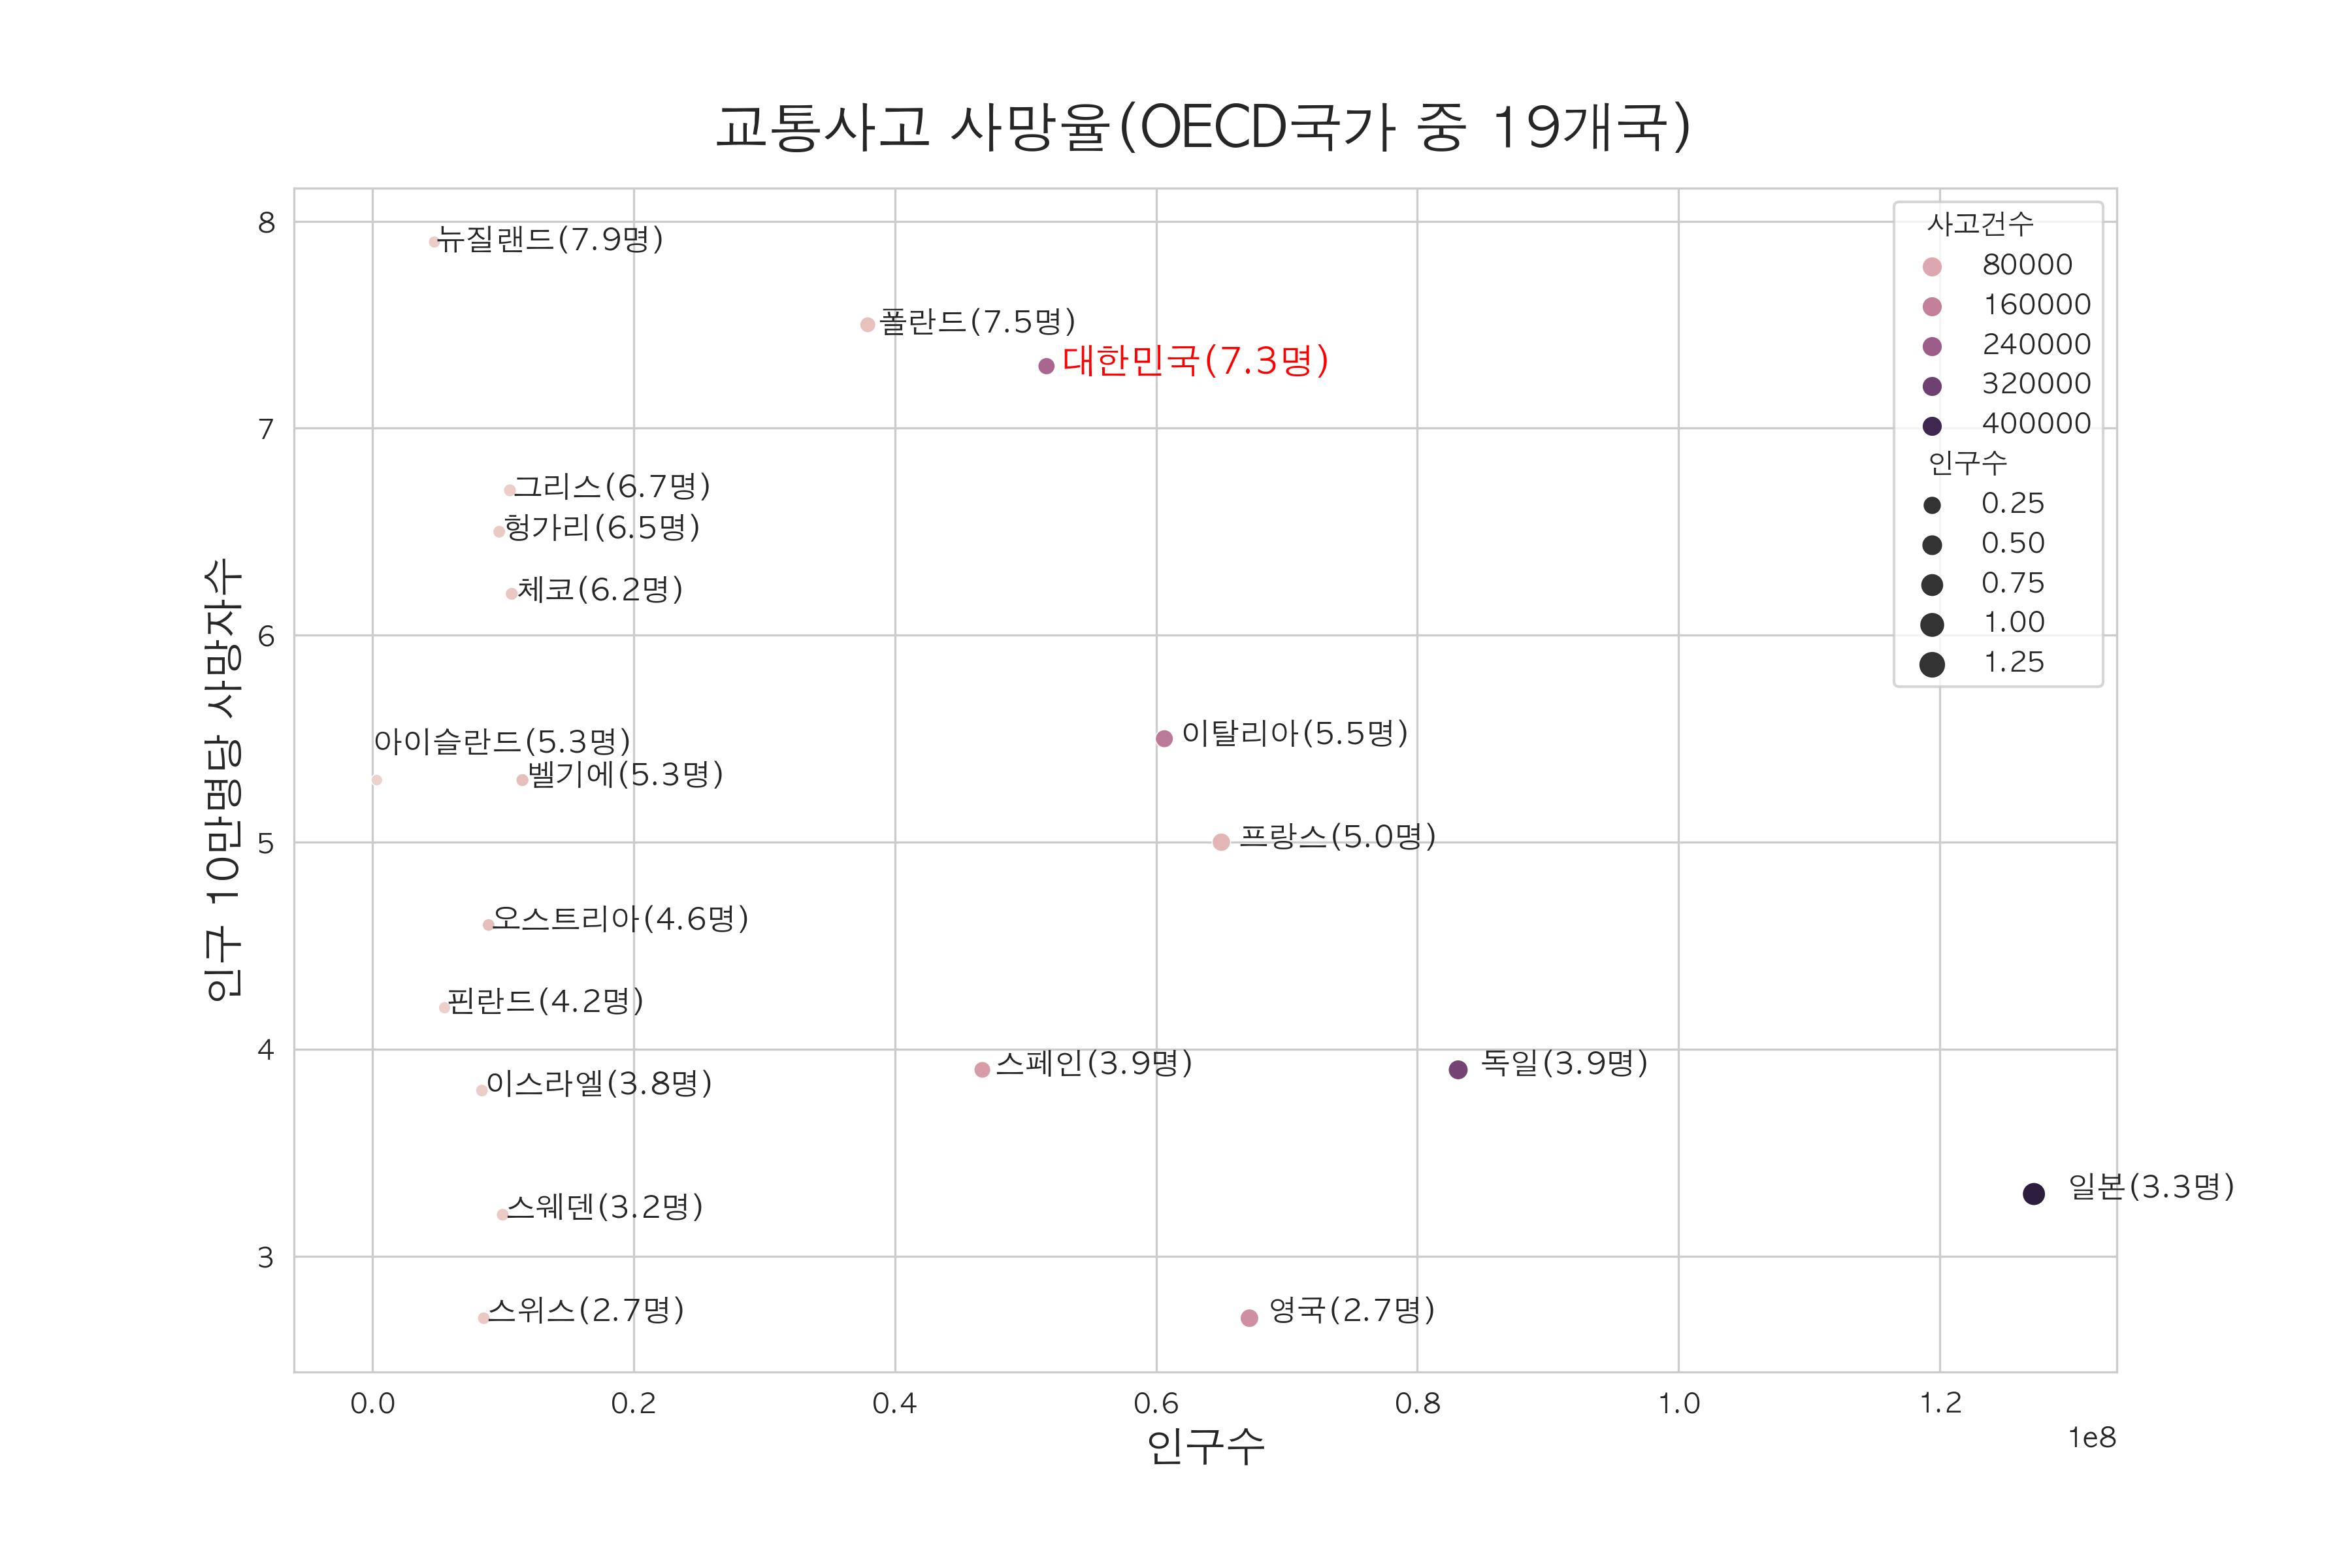 교통사고 사망율(OECD국가 중 19개국)
인구 10만명당 사망자수
8
7
6
5
4
3
뉴질랜드(7.9명)
폴란드(7.5명)
대한민국(7.3명)
그리스(6.7명)
헝가리(6.5명)
체코(6.2명)
이탈리아(5.5명)
아이슬란드(5.3명)
벨기에(5.3명)
프랑스(5.0명)
오스트리아(4.6명)
핀란드(4.2명)
스페인(3.9명)
독일(3.9명)
이스라엘(3.8명)
일본(3.3명)
스웨덴(3.2명)
스위스(2.7명)
영국(2.7명)
사고건수
80000
160000
240000
320000
400000
인구수
0.25
0.50
0.75
1.00
1.25
0.0 0.2 0.4 0.6 0.8 1.0 1.2
1e8
인구수